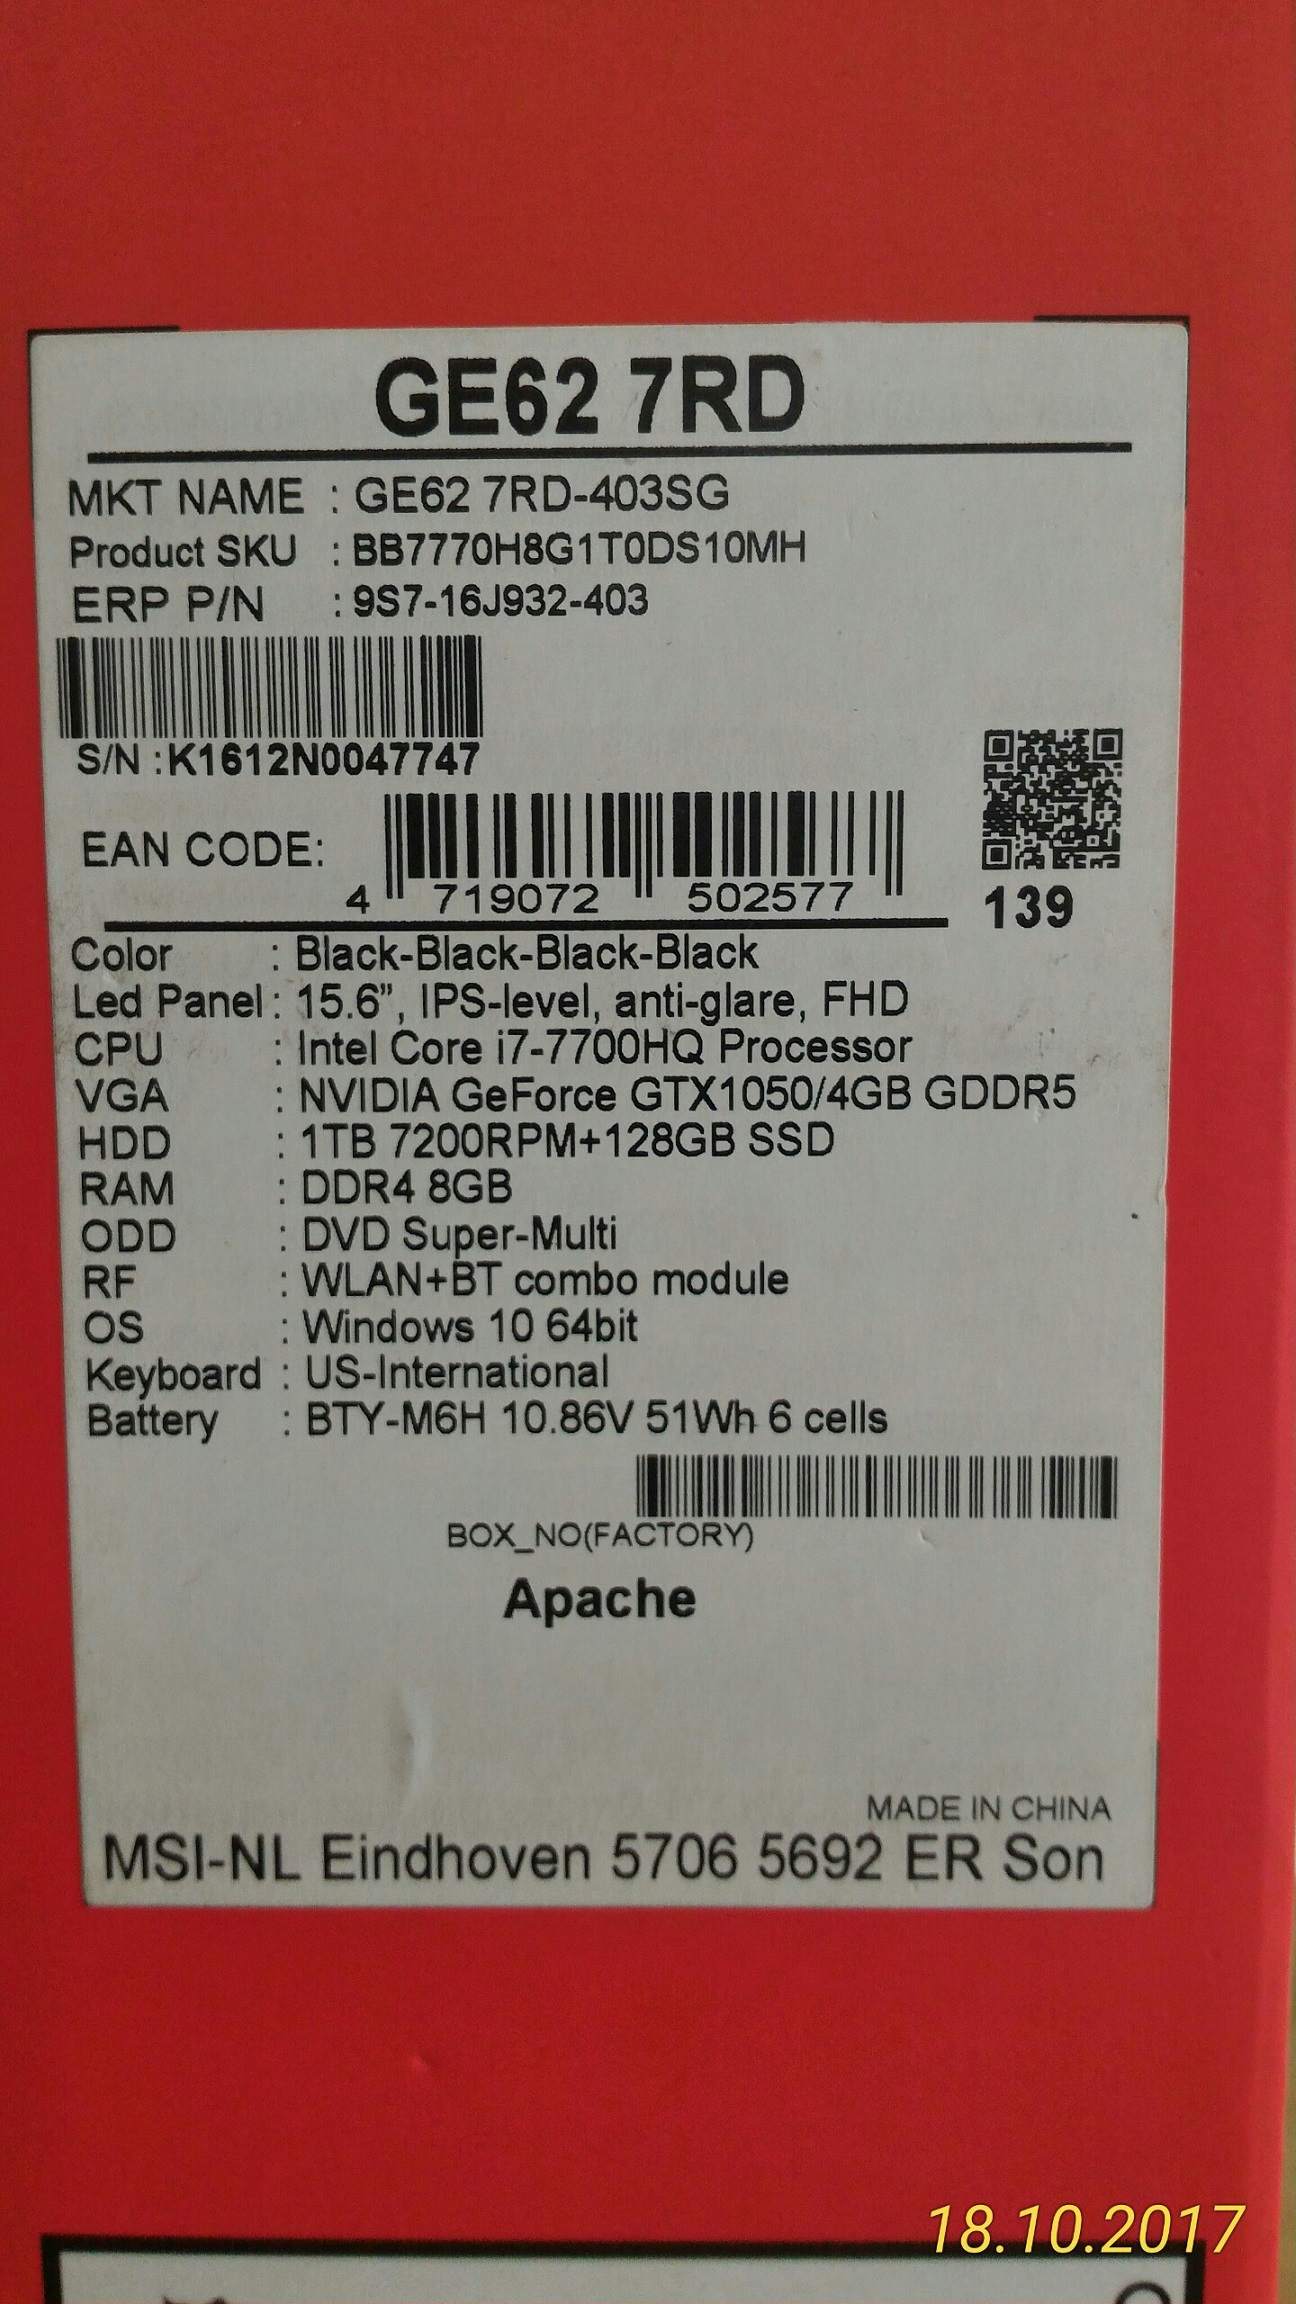 GE62 7RD
MKT NAME : GE62 7RD-403SG
Product SKU : BB7770H8G1T0DS10MH
ERP P/N : 9S7-16J932-403
S/N :K1612N0047747
EAN CODE:
4 719072 502577
139
Color : Black-Black-Black-Black
Led Panel : 15.6”, IPS-level, anti-glare, FHD
CPU : Intel Core i7-7700HQ Processor
VGA : NVIDIA GeForce GTX1050/4GB GDDR5
HDD : 1TB 7200RPM+128GB SSD
RAM : DDR4 8GB
ODD : DVD Super-Multi
RF : WLAN+BT combo module
OS : Windows 10 64bit
Keyboard : US-International
Battery : BTY-M6H 10.86V 51Wh 6 cells
BOX_NO(FACTORY)
Apache
MADE IN CHINA
MSI-NL Eindhoven 5706 5692 ER Son
18.10.2017